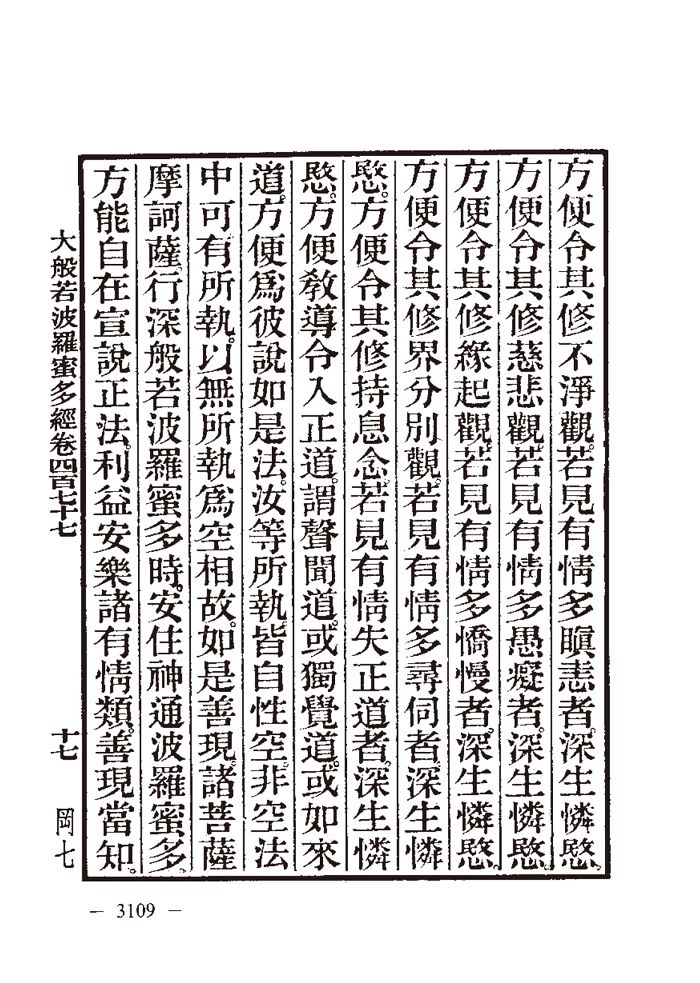 方便令其修不淨觀。若見有情多瞋恚者。深生憐愍。
方便令其修慈悲觀。若見有情多愚癡者。深生憐愍。
方便令其修緣起觀。若見有情多憍慢者。深生憐愍。
方便令其修界分別觀。若見有情多尋伺者。深生憐
愍。方便令其修持息念。若見有情失正道者。深生憐
愍。方便教導令入正道。謂聲聞道。或獨覺道。或如來
道。方便為彼說如是法。汝等所執。皆自性空。非空法
中可有所執。以無所執為空相故。如是善現。諸菩薩
摩訶薩行深般若波羅蜜多時。安住神通波羅蜜多。
方能自在宣說正法。利益安樂諸有情類。善現當知。
大般若波羅蜜多經卷四百七十七 十七 岡七
— 3109 —